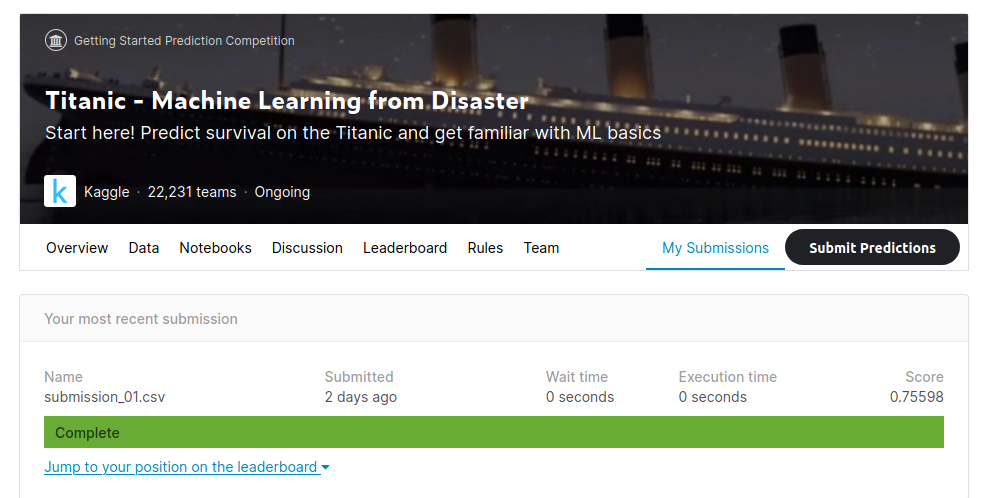 Getting Started Prediction Competition
Titanic - Machine Learning from Disaster
Start here! Predict survival on the Titanic and get familiar with ML basics
k Kaggle · 22,231 teams · Ongoing
Overview Data Notebooks Discussion Leaderboard Rules Team My Submissions Submit Predictions
Your most recent submission
Name Submitted Wait time Execution time Score
submission_01.csv 2 days ago 0 seconds 0 seconds 0.75598
Complete
Jump to your position on the leaderboard